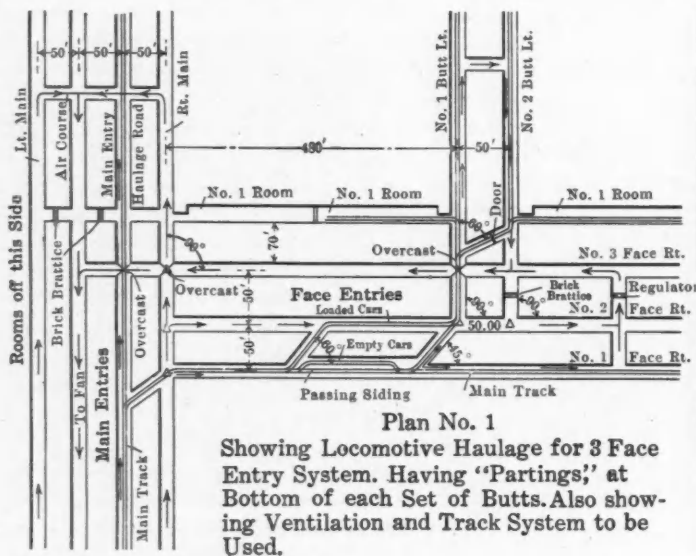 50' 50' 50'
Lt. Main
Air Course
Main Entry
Haulage Road
Rt. Main
No. 1 Butt Lt.
No. 2 Butt Lt.
50'
Rooms off this Side
No. 1 Room
No. 1 Room
No. 1 Room
Door
60°
Brick Brattice
90°
70'
Overcast
No. 3 Face Rt.
Overcast
Overcast
50'
Face Entries
Loaded Cars
90°
Brick Brattice
90°
Regulator
No. 2 Face Rt.
50.00
To Fan
Main Entries
50'
60°
Empty Cars
45°
No. 1 Face Rt.
Passing Siding
Main Track
Main Track
Plan No. 1
Showing Locomotive Haulage for 3 Face
Entry System. Having "Partings," at
Bottom of each Set of Butts. Also show-
ing Ventilation and Track System to be
Used.